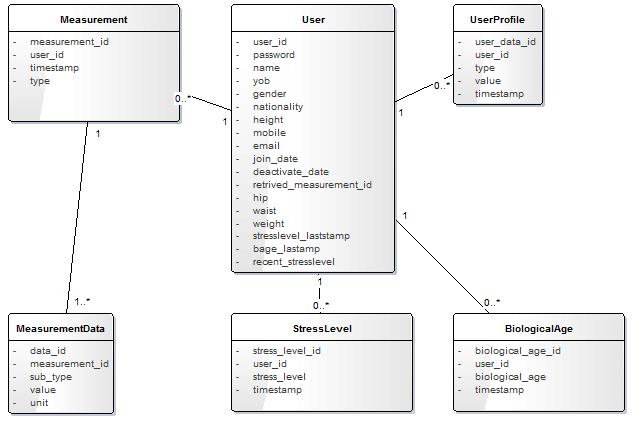 Measurement
- measurement_id
- user_id
- timestamp
- type
User
- user_id
- password
- name
- yob
- gender
- nationality
- height
- mobile
- email
- join_date
- deactivate_date
- retrived_measurement_id
- hip
- waist
- weight
- stresslevel_laststamp
- bage_lastamp
- recent_stresslevel
UserProfile
- user_data_id
- user_id
- type
- value
- timestamp
0..*
1
0..*
1
1
1..*
1
0..*
1
0..*
MeasurementData
- data_id
- measurement_id
- sub_type
- value
- unit
StressLevel
- stress_level_id
- user_id
- stress_level
- timestamp
BiologicalAge
- biological_age_id
- user_id
- biological_age
- timestamp